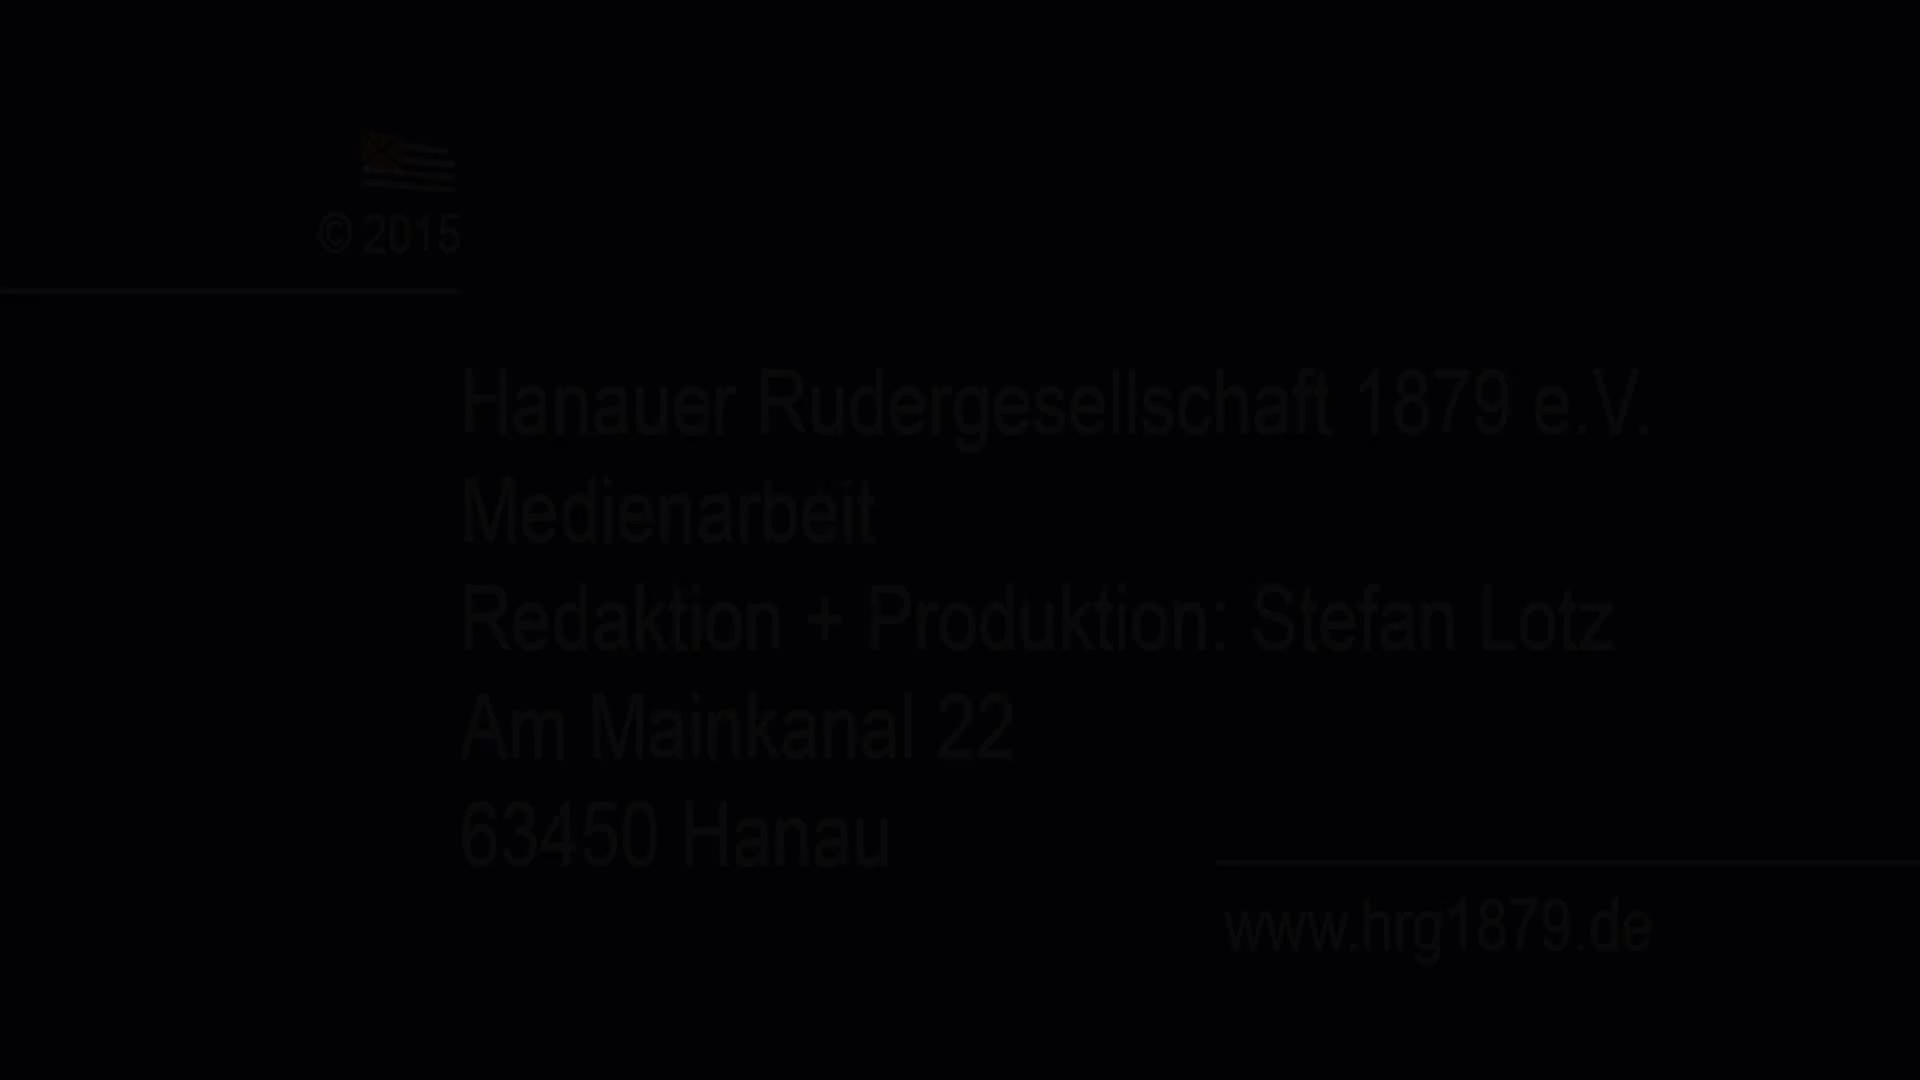 © 2015
Hanauer Rudergesellschaft 1879 e.V.
Medienarbeit
Redaktion + Produktion: Stefan Lotz
Am Mainkanal 22
63450 Hanau
www.hrg1879.de